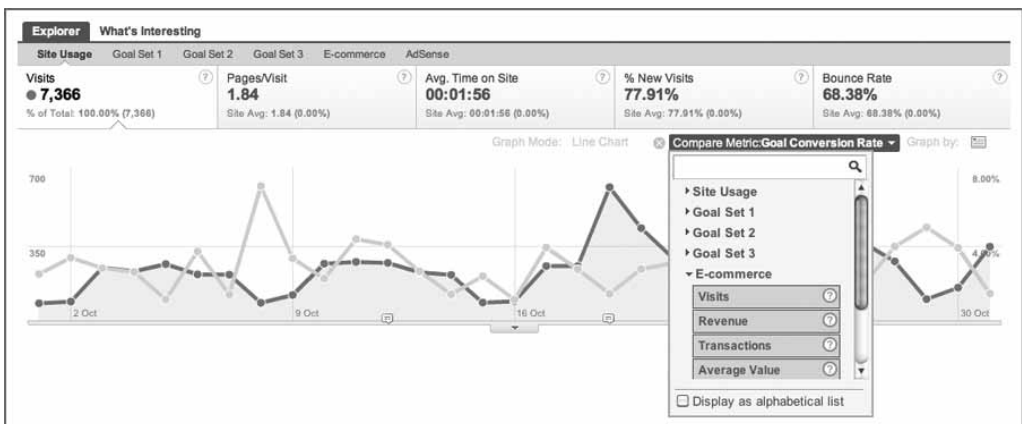 Explorer What's Interesting
Site Usage Goal Set 1 Goal Set 2 Goal Set 3 E-commerce AdSense
Visits
7,366
% of Total: 100.00% (7,366)
Pages/Visit
1.84
Site Avg: 1.84 (0.00%)
Avg. Time on Site
00:01:56
Site Avg: 00:01:56 (0.00%)
% New Visits
77.91%
Site Avg: 77.91% (0.00%)
Bounce Rate
68.38%
Site Avg: 68.38% (0.00%)
Graph Mode: Line Chart Compare Metric:Goal Conversion Rate Graph by:
700 8.00%
350 4.00%
2 Oct 9 Oct 16 Oct 30 Oct
Site Usage
Goal Set 1
Goal Set 2
Goal Set 3
E-commerce
Visits ?
Revenue ?
Transactions ?
Average Value ?
Display as alphabetical list